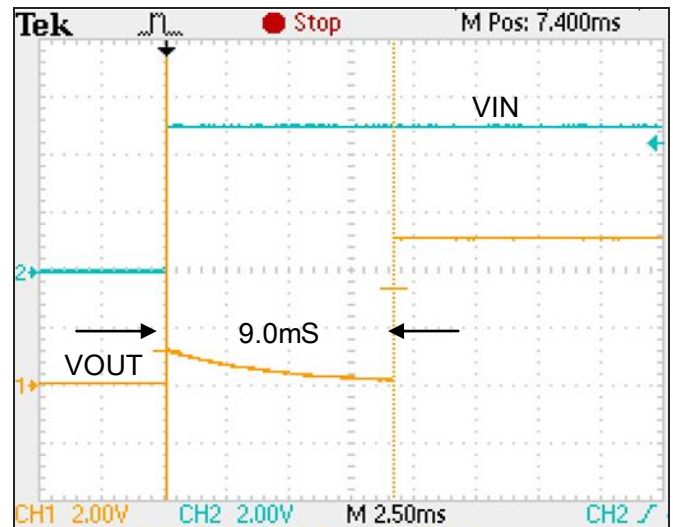 Tek Stop M Pos: 7.400ms
VIN
2
9.0mS
VOUT
1
CH1 2.00V CH2 2.00V M 2.50ms CH2